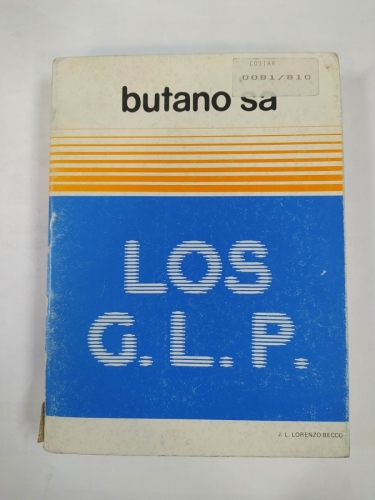 COSTAR
0081/810
butano sa
LOS
G.L.P.
J. L. LORENZO BECCO